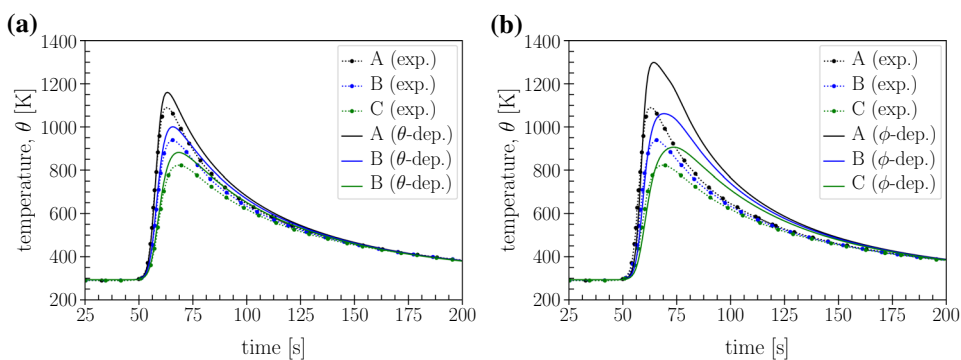 (a)
1400
1200
1000
800
600
400
200
temperature, θ [K]
25 50 75 100 125 150 175 200
time [s]
A (exp.)
B (exp.)
C (exp.)
A (θ-dep.)
B (θ-dep.)
B (θ-dep.)
(b)
1400
1200
1000
800
600
400
200
temperature, θ [K]
25 50 75 100 125 150 175 200
time [s]
A (exp.)
B (exp.)
C (exp.)
A (ϕ-dep.)
B (ϕ-dep.)
C (ϕ-dep.)